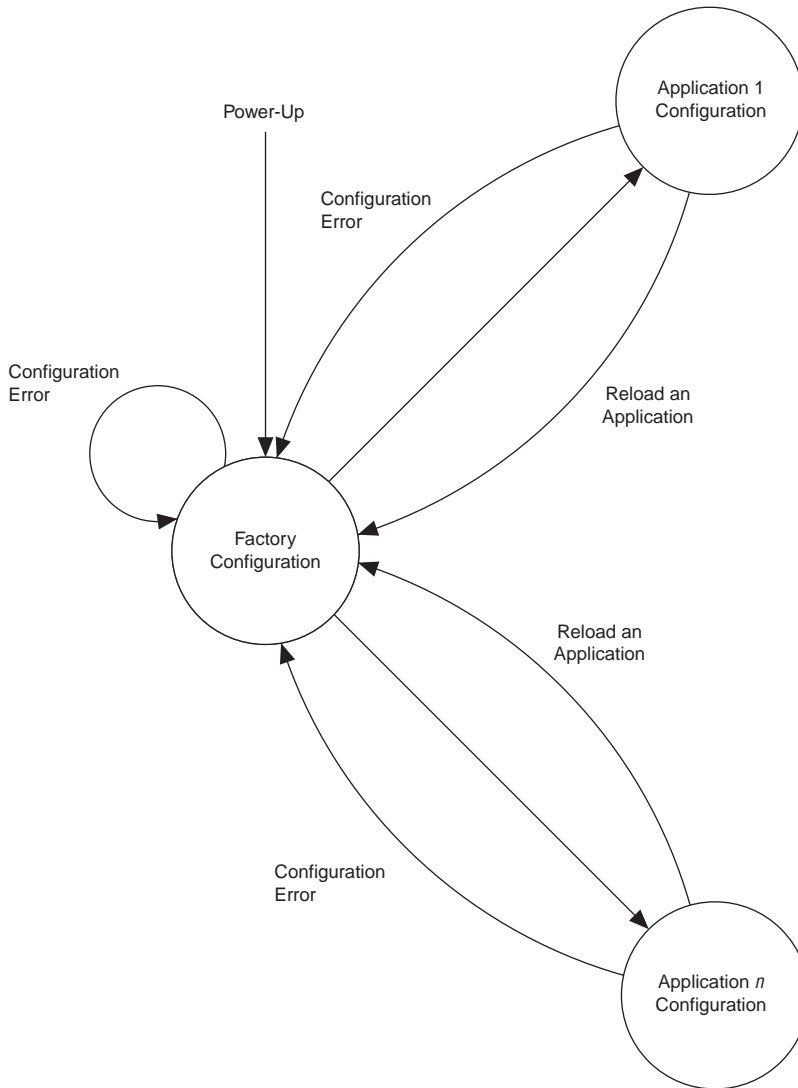 Application 1
Configuration
Power-Up
Configuration
Error
Configuration
Error
Reload an
Application
Factory
Configuration
Reload an
Application
Configuration
Error
Application n
Configuration